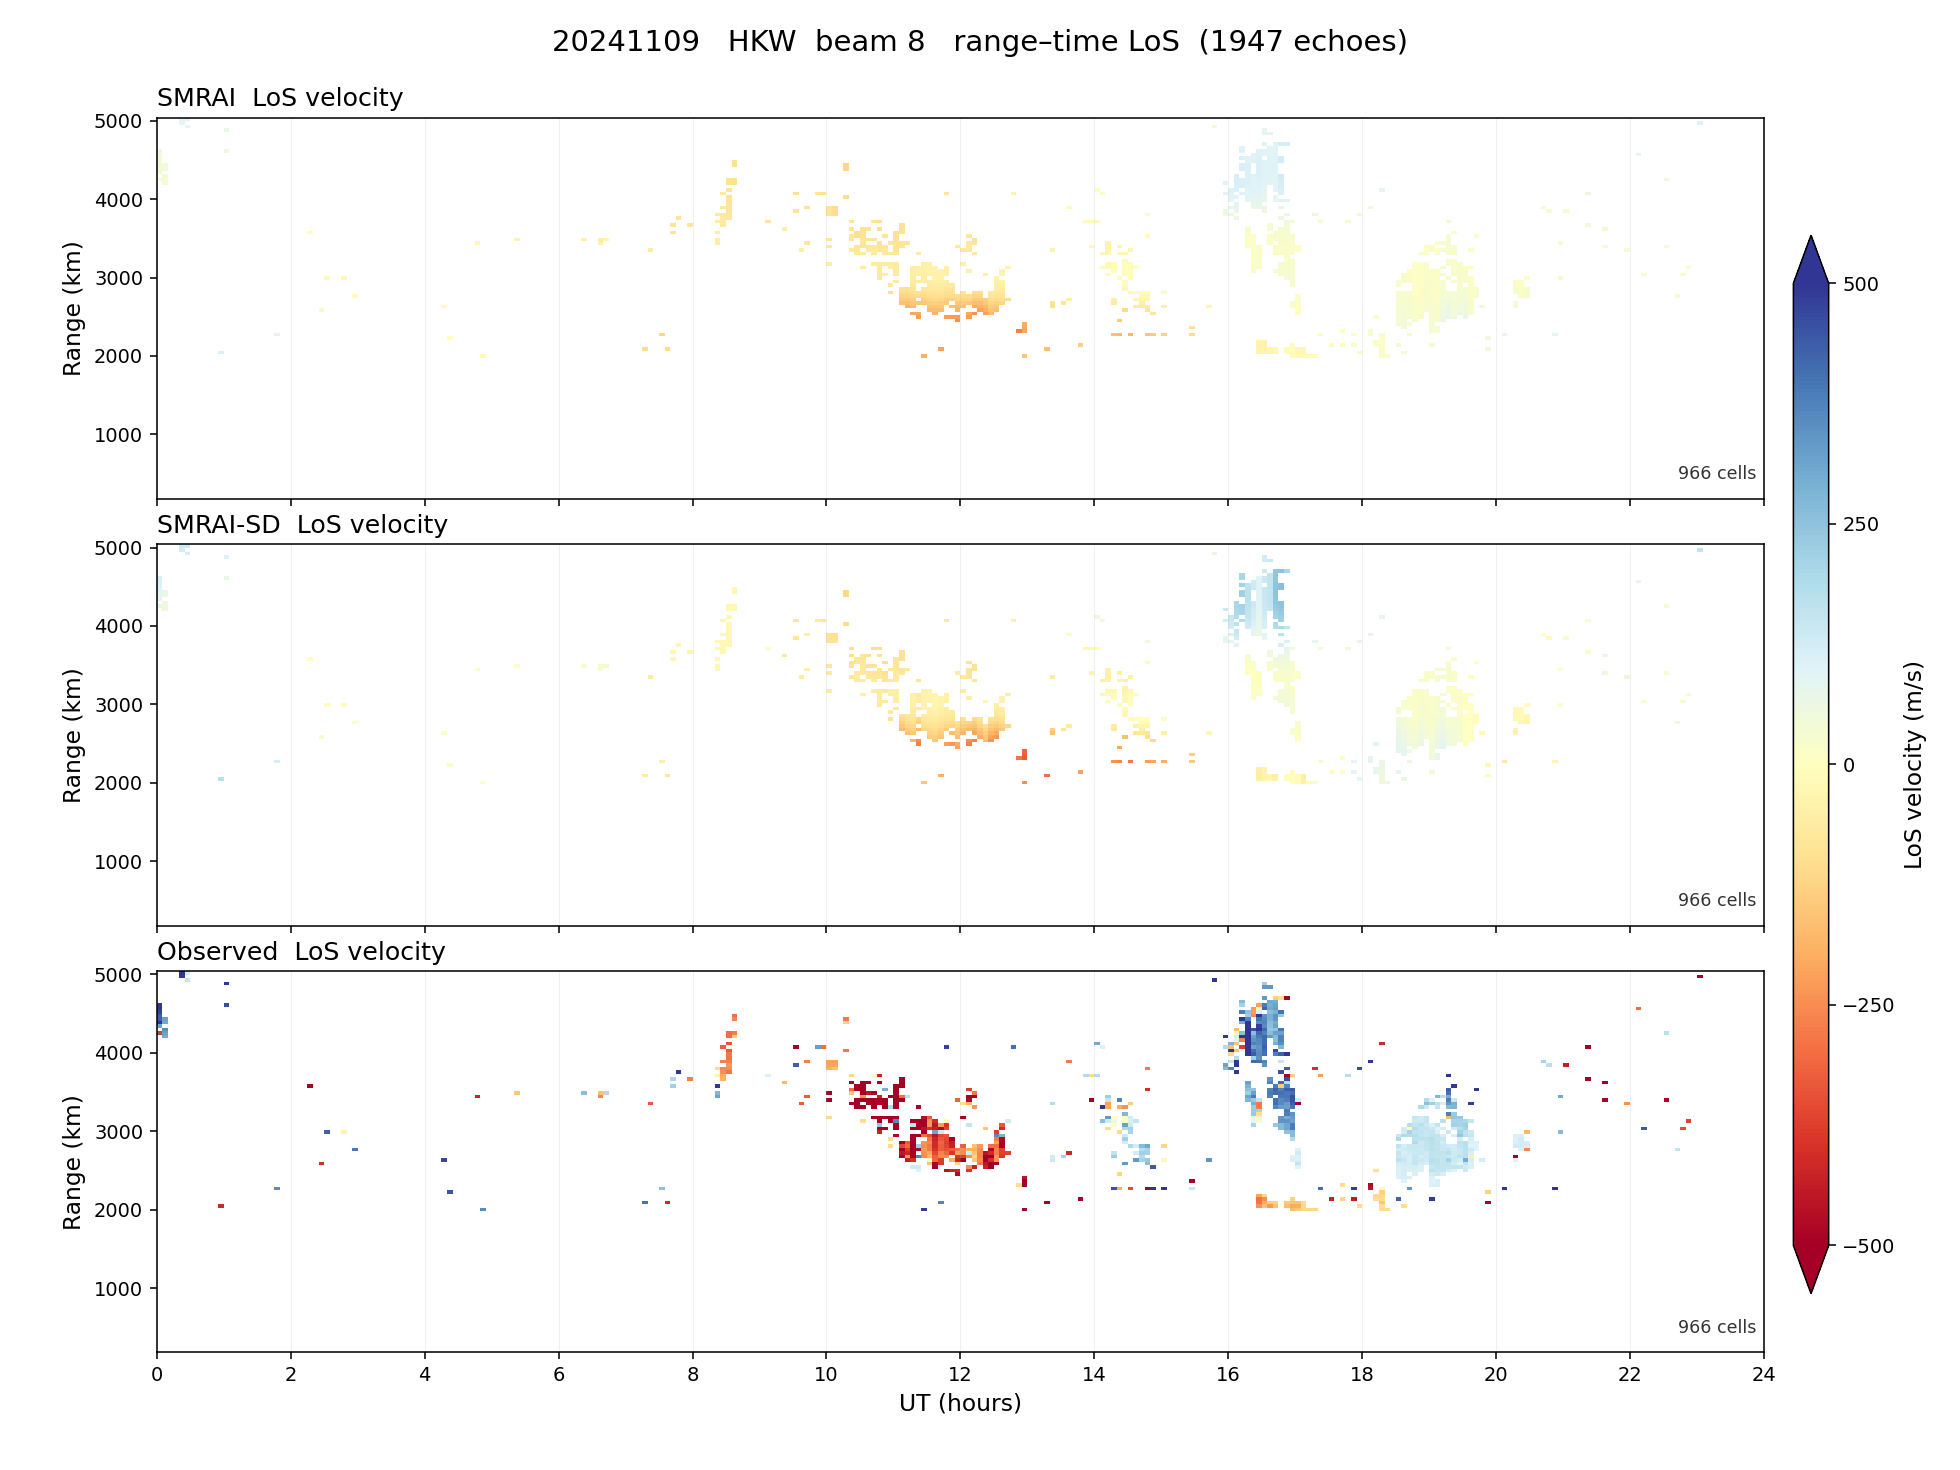 20241109   HKW  beam 8   range–time LoS  (1947 echoes)
SMRAI  LoS velocity
5000
4000
3000
2000
1000
Range (km)
966 cells
SMRAI-SD  LoS velocity
5000
4000
3000
2000
1000
Range (km)
966 cells
Observed  LoS velocity
5000
4000
3000
2000
1000
Range (km)
966 cells
0 2 4 6 8 10 12 14 16 18 20 22 24
UT (hours)
500
250
0
−250
−500
LoS velocity (m/s)